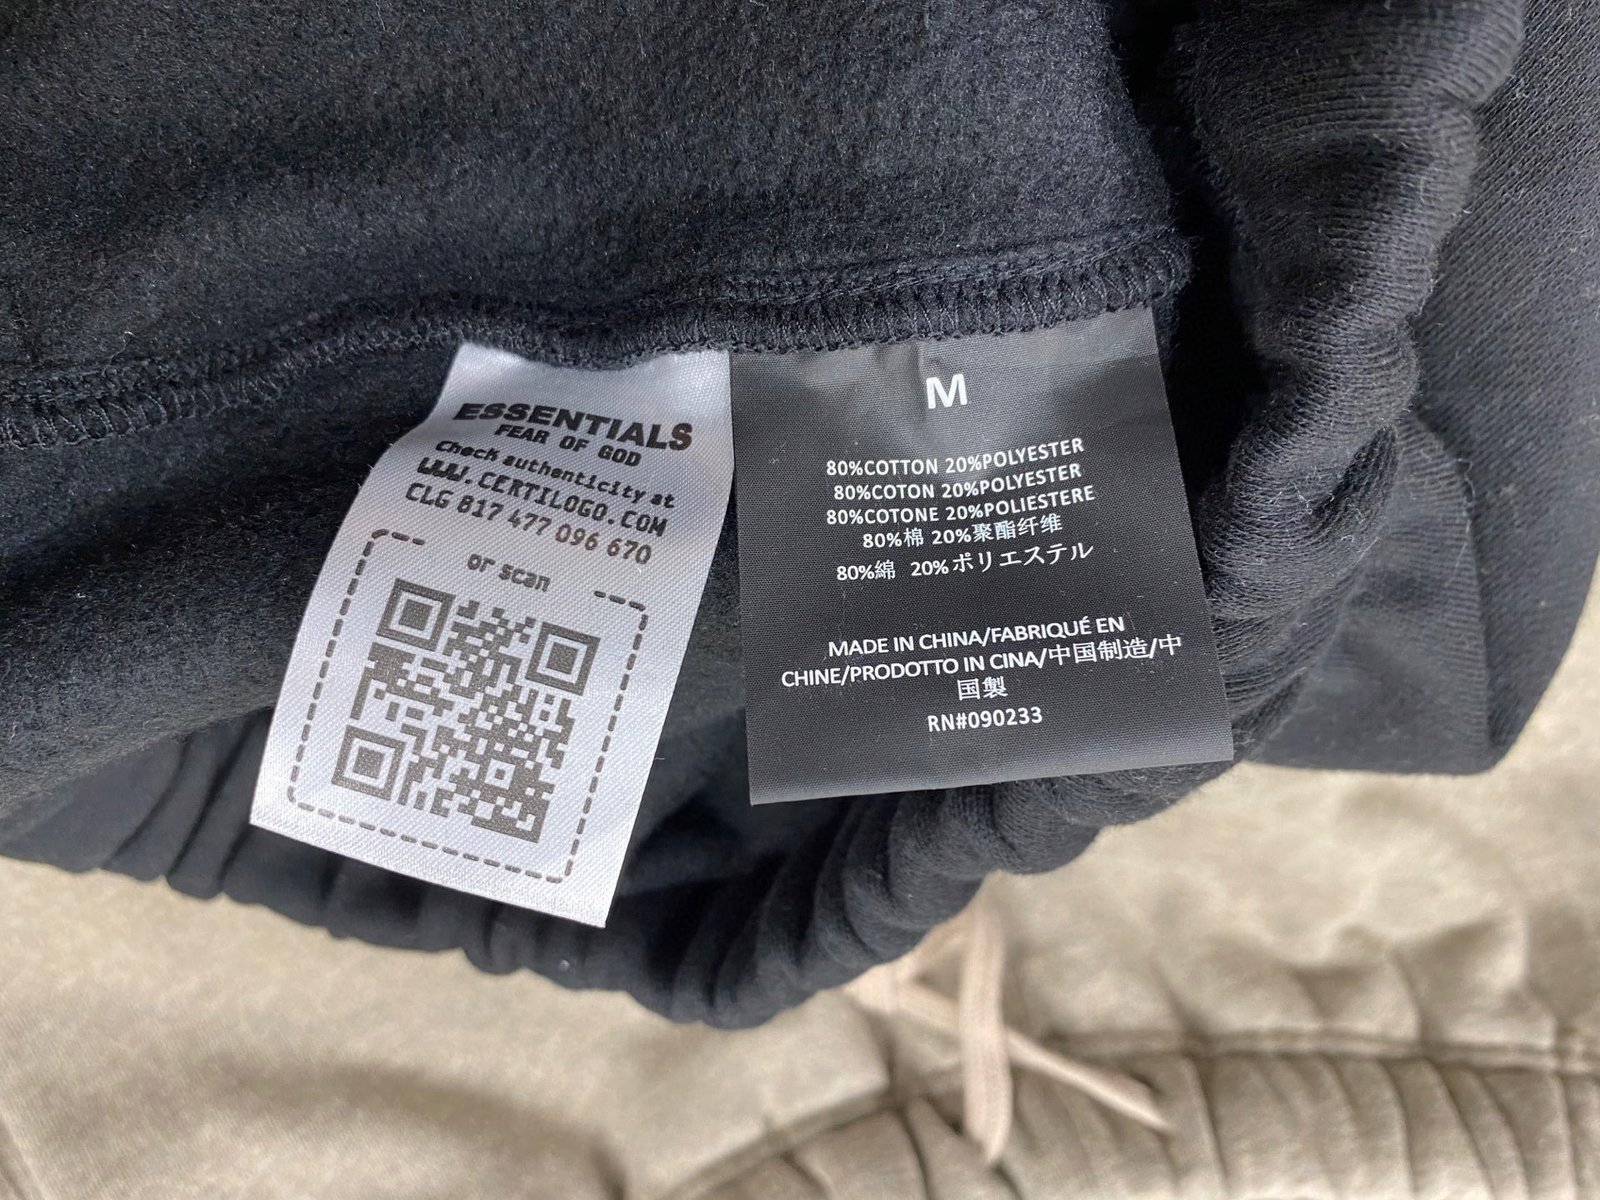 ESSENTIALS
FEAR OF GOD
Check authenticity at
WWW.CERTILOGO.COM
CLG 817 477 096 670
or scan
M
80%COTTON 20%POLYESTER
80%COTON 20%POLYESTER
80%COTONE 20%POLIESTERE
80%棉 20%聚酯纤维
80%綿 20%ポリエステル
MADE IN CHINA/FABRIQUÉ EN
CHINE/PRODOTTO IN CINA/中国制造/中
国製
RN#090233